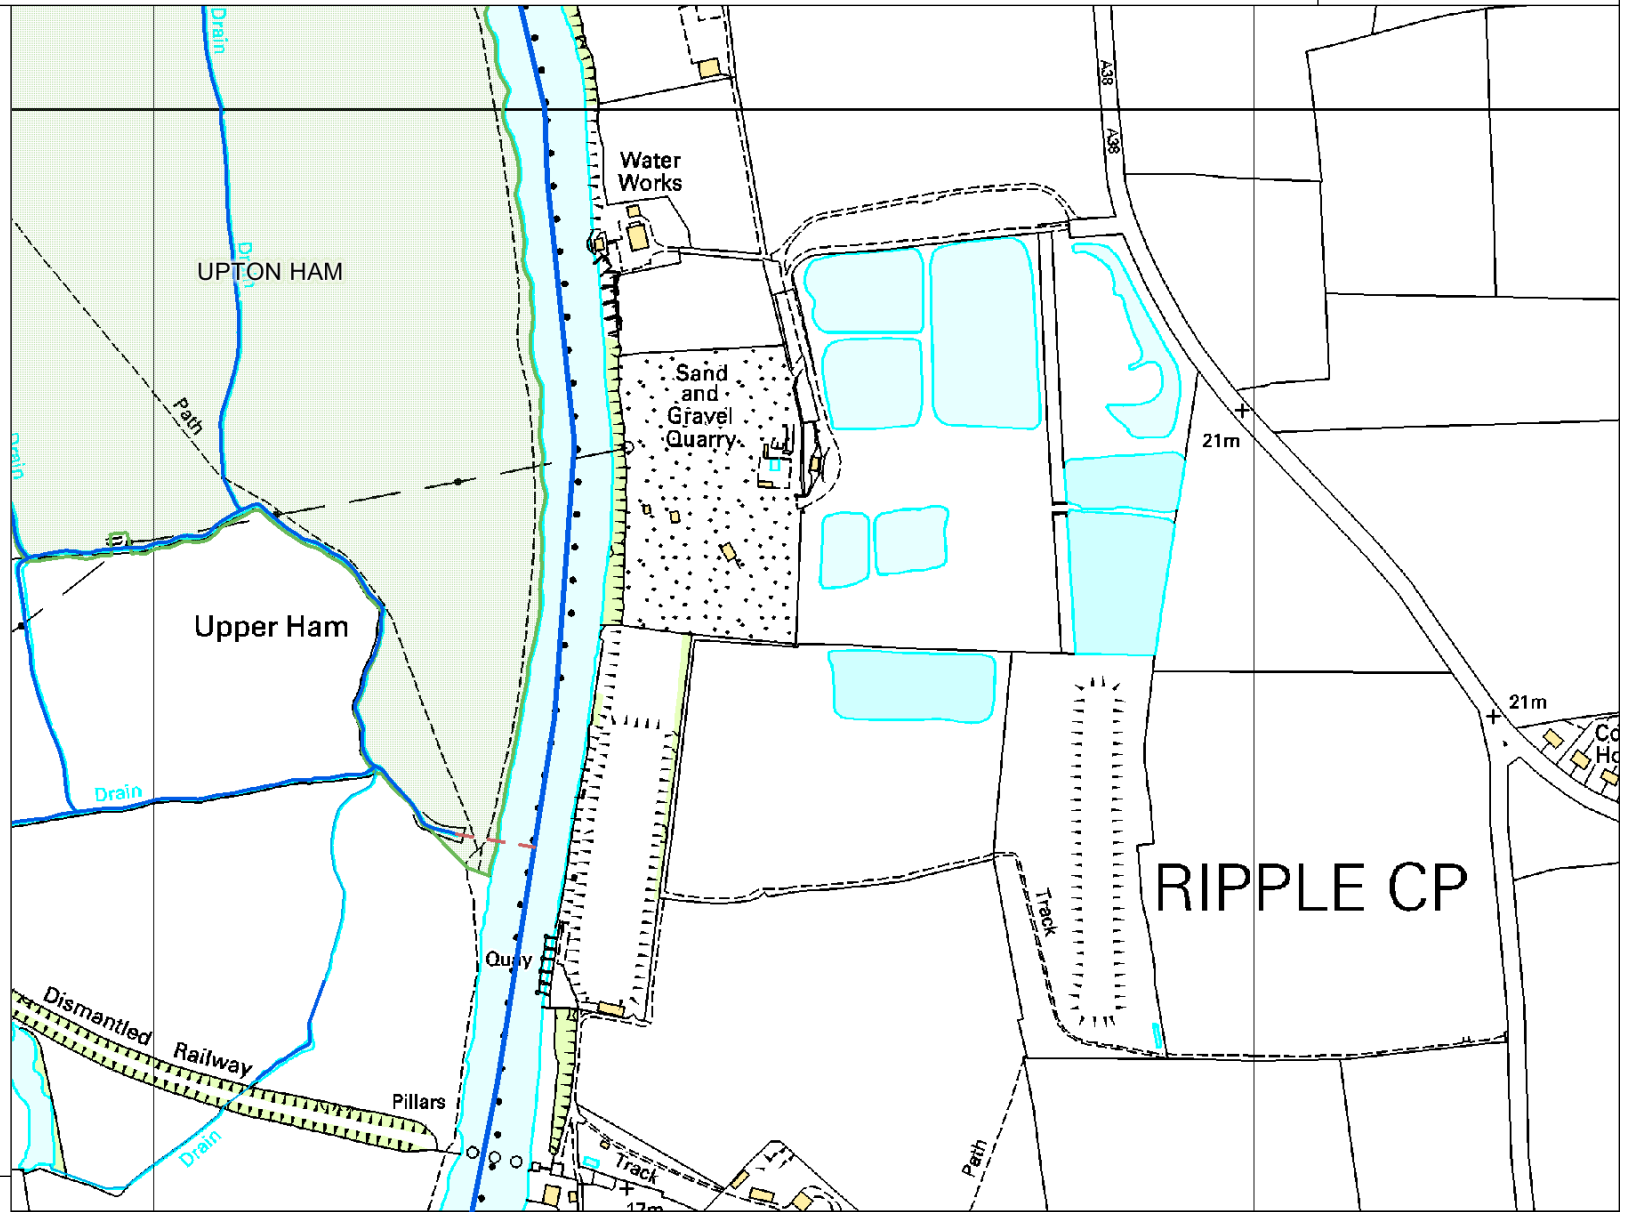 Drain
A38
A38
Water
Works
Drain
UPTON HAM
Path
Sand
and
Gravel
Quarry
Drain
21m
Upper Ham
21m
Drain
RIPPLE CP
Track
Quay
Dismantled
Railway
Pillars
Drain
Path
Track